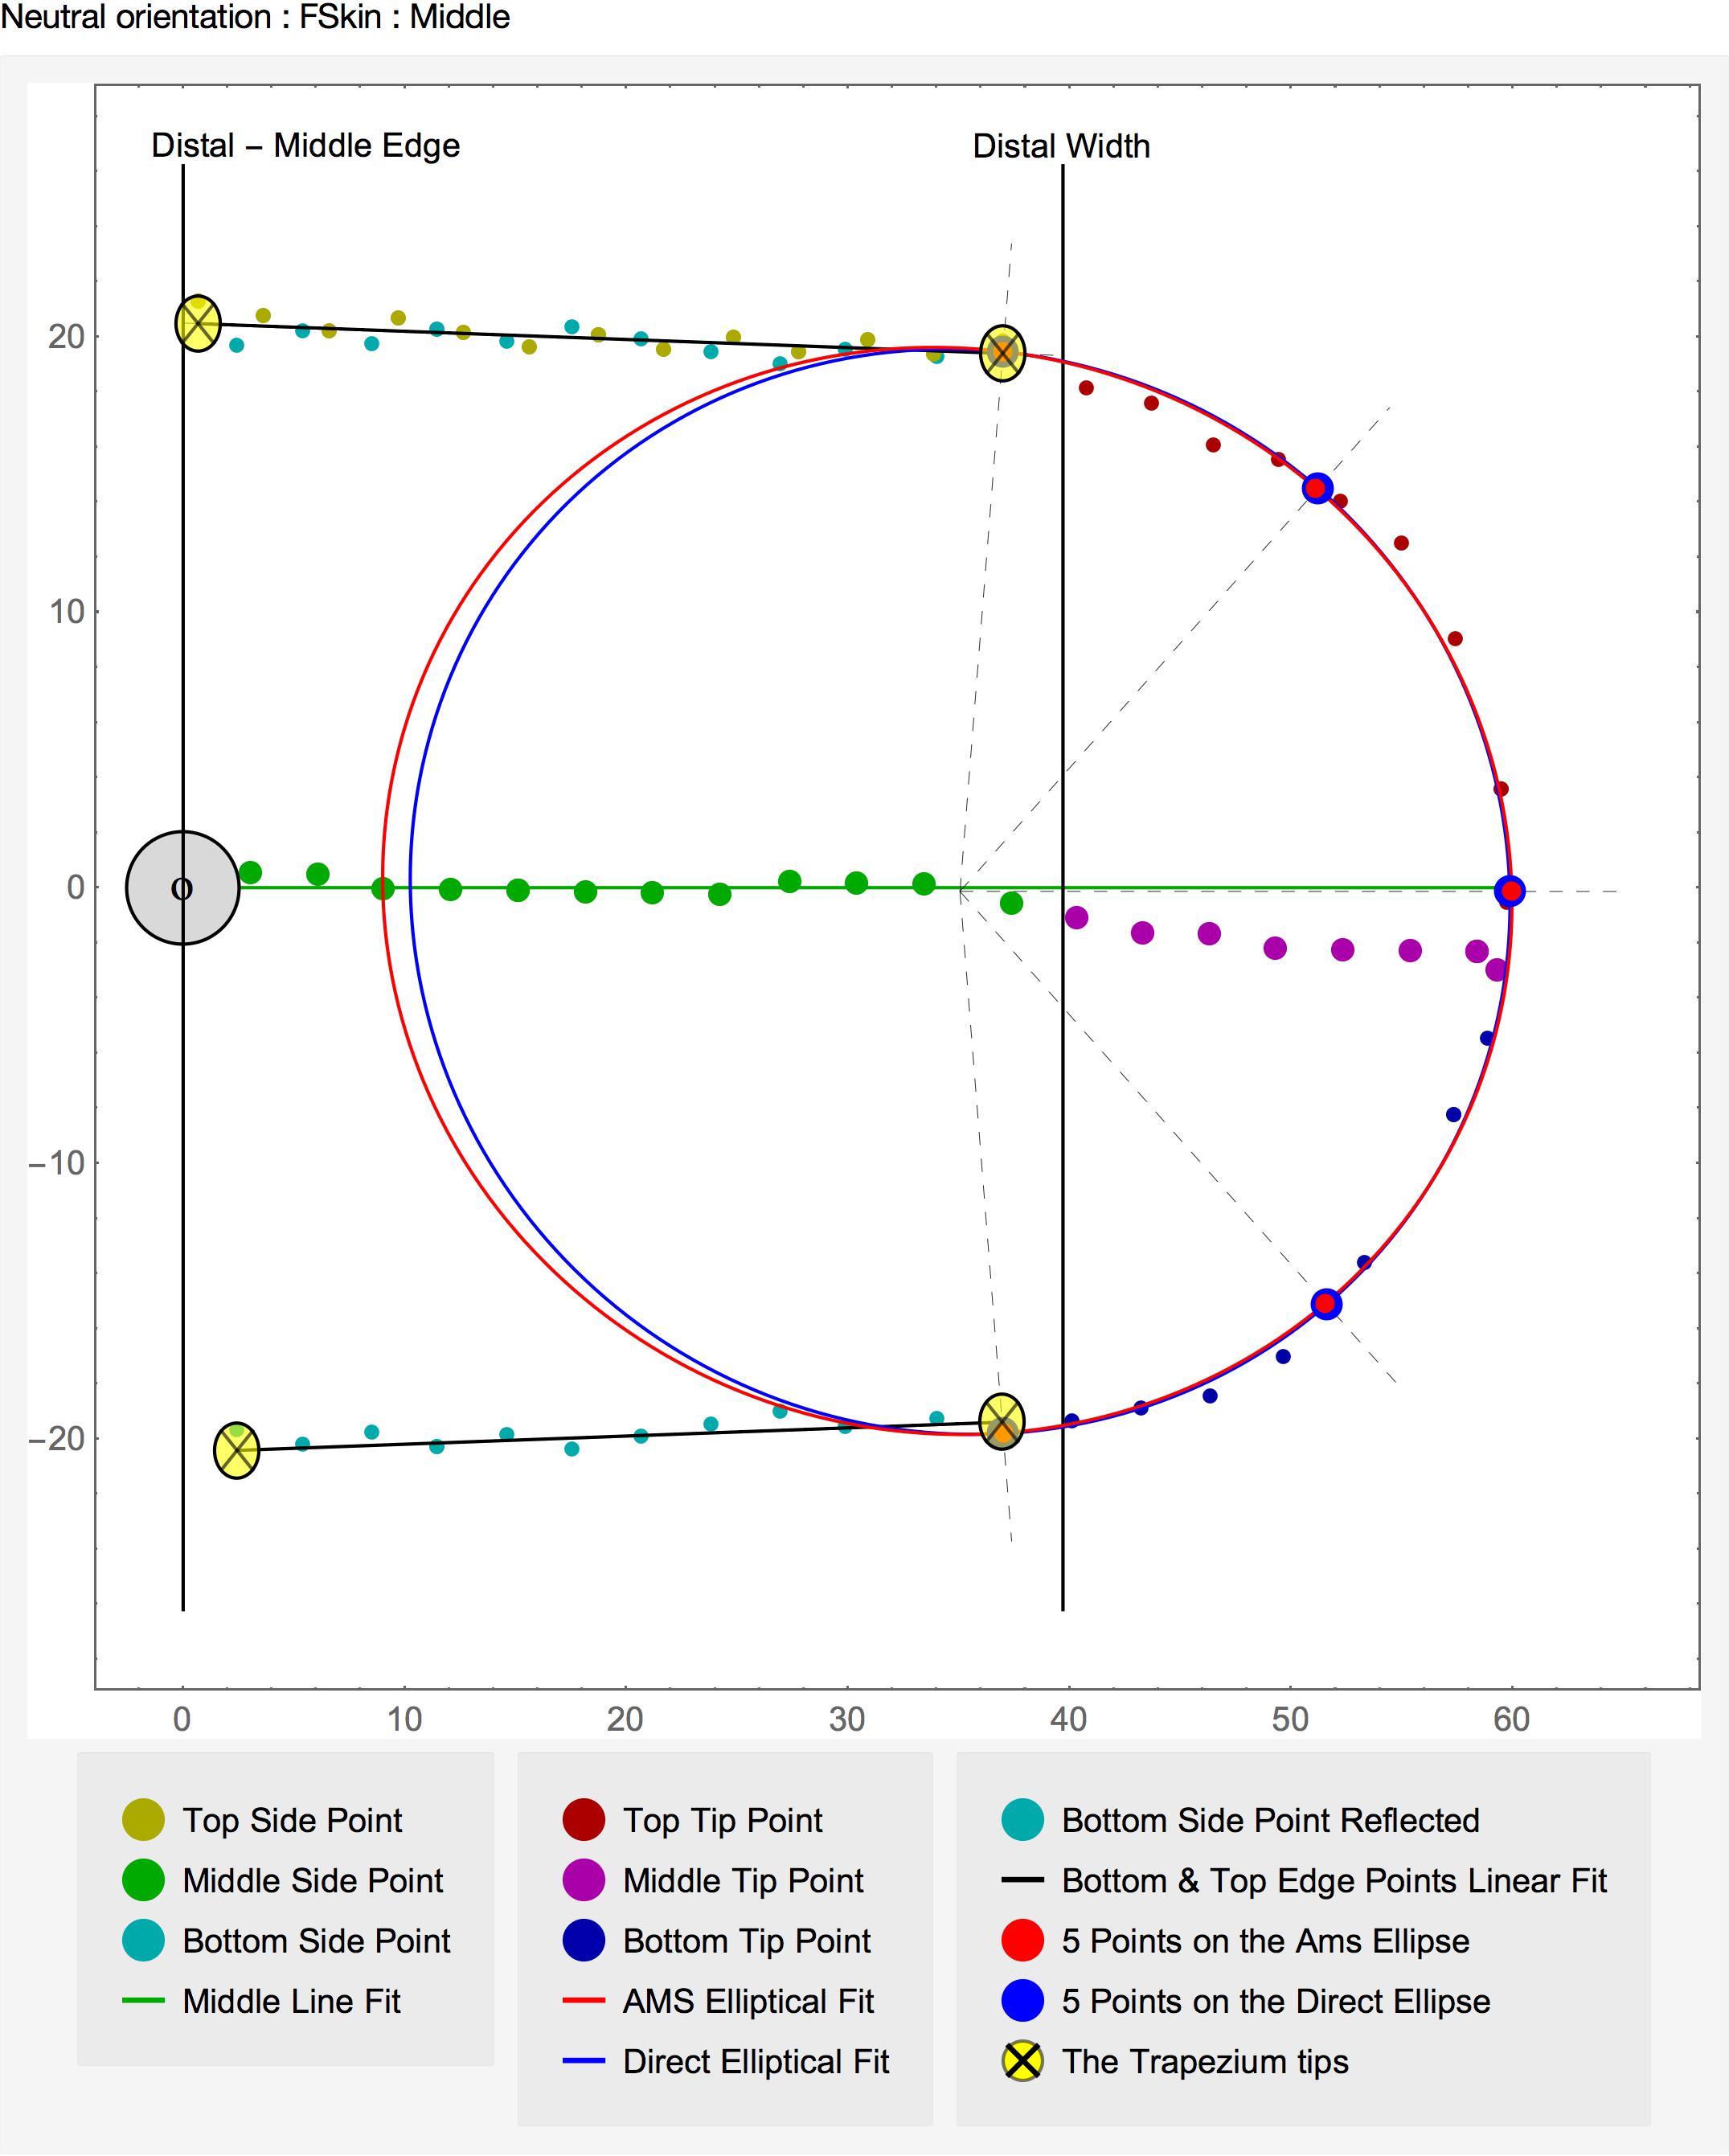 Neutral orientation : FSkin : Middle
Distal – Middle Edge
Distal Width
20
10
0
−10
−20
O
0
10
20
30
40
50
60
Top Side Point
Middle Side Point
Bottom Side Point
Middle Line Fit
Top Tip Point
Middle Tip Point
Bottom Tip Point
AMS Elliptical Fit
Direct Elliptical Fit
Bottom Side Point Reflected
Bottom & Top Edge Points Linear Fit
5 Points on the Ams Ellipse
5 Points on the Direct Ellipse
The Trapezium tips